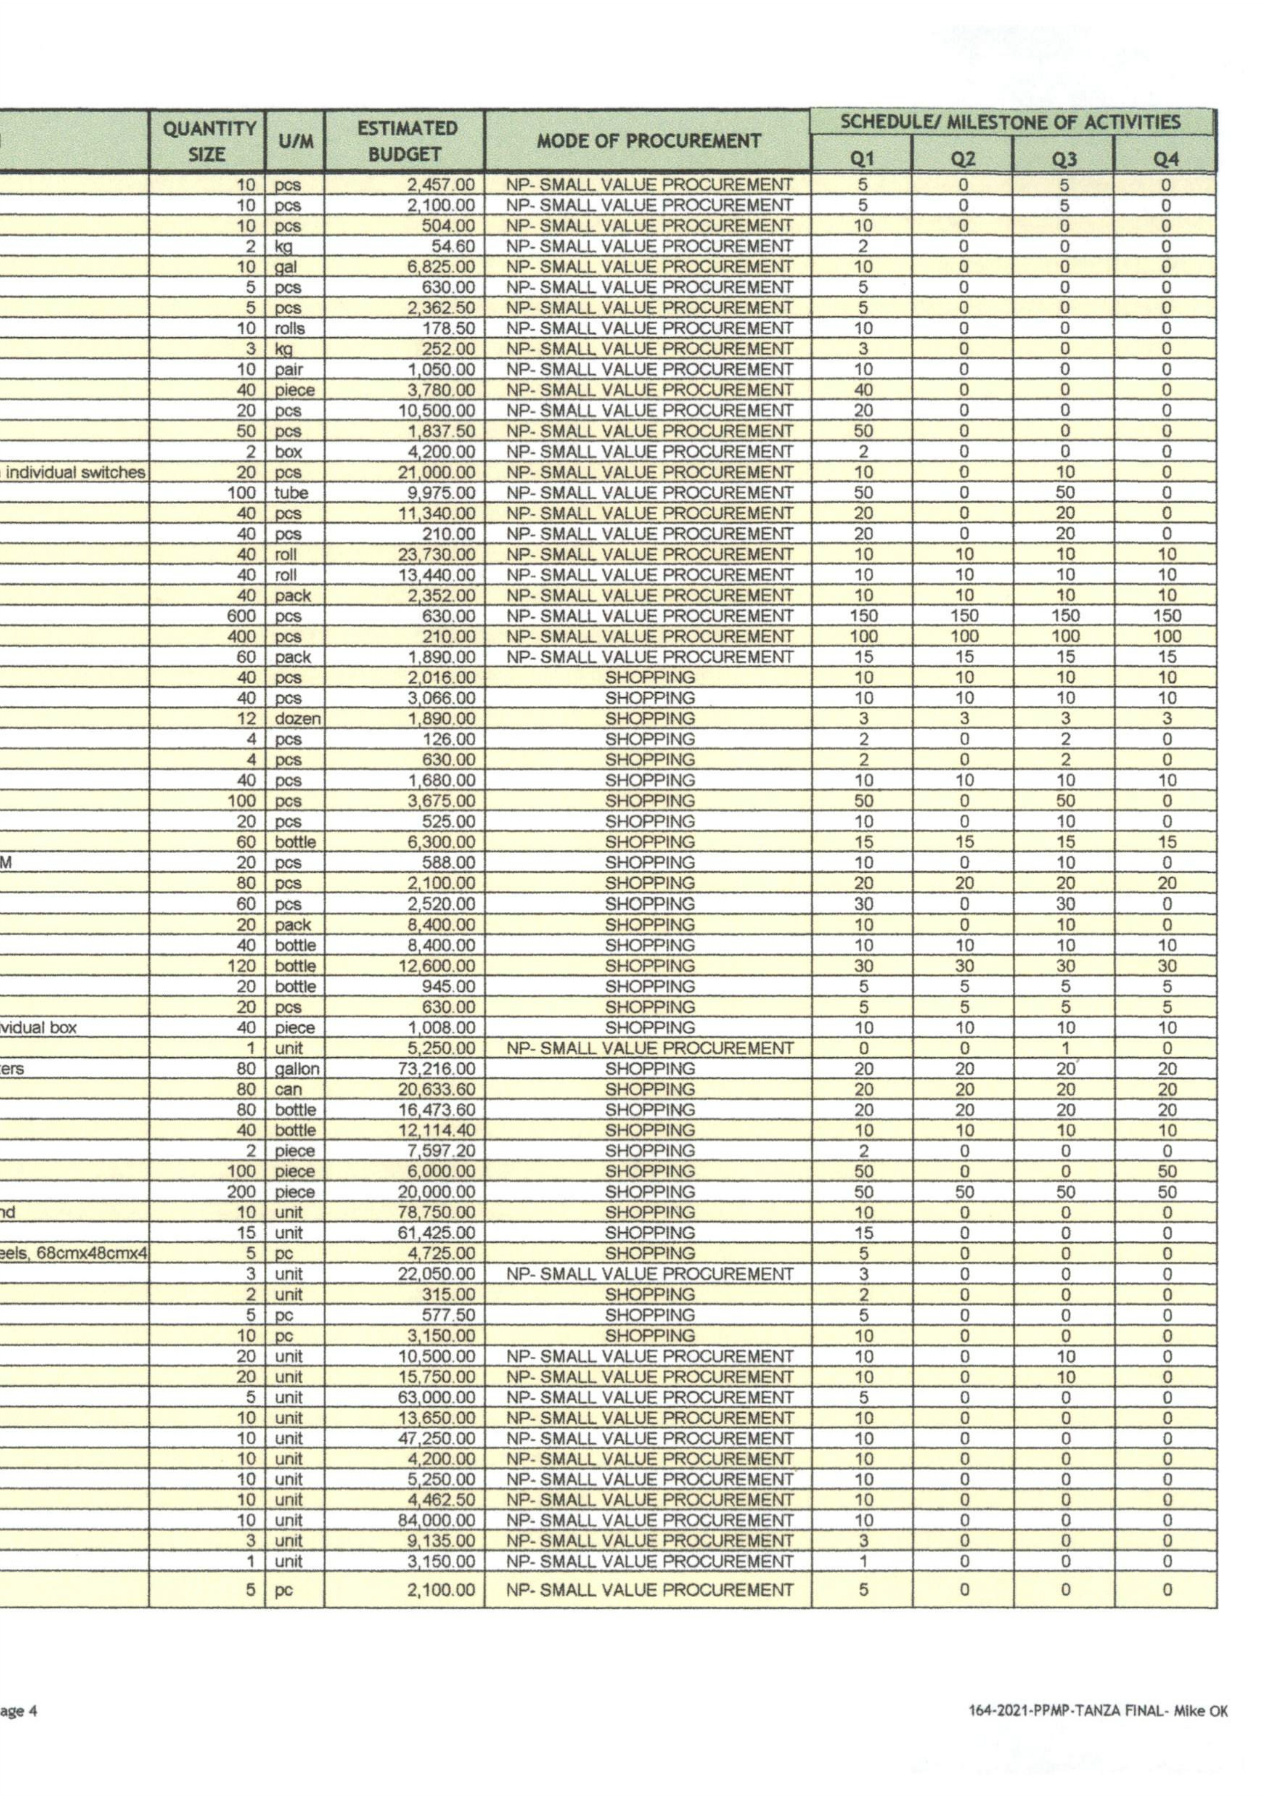 QUANTITY SIZE U/M ESTIMATED BUDGET MODE OF PROCUREMENT SCHEDULE/ MILESTONE OF ACTIVITIES
Q1 Q2 Q3 Q4
10 pcs 2,457.00 NP- SMALL VALUE PROCUREMENT 5 0 5 0
10 pcs 2,100.00 NP- SMALL VALUE PROCUREMENT 5 0 5 0
10 pcs 504.00 NP- SMALL VALUE PROCUREMENT 10 0 0 0
2 kg 54.60 NP- SMALL VALUE PROCUREMENT 2 0 0 0
10 gal 6,825.00 NP- SMALL VALUE PROCUREMENT 10 0 0 0
5 pcs 630.00 NP- SMALL VALUE PROCUREMENT 5 0 0 0
5 pcs 2,362.50 NP- SMALL VALUE PROCUREMENT 5 0 0 0
10 rolls 178.50 NP- SMALL VALUE PROCUREMENT 10 0 0 0
3 kg 252.00 NP- SMALL VALUE PROCUREMENT 3 0 0 0
10 pair 1,050.00 NP- SMALL VALUE PROCUREMENT 10 0 0 0
40 piece 3,780.00 NP- SMALL VALUE PROCUREMENT 40 0 0 0
20 pcs 10,500.00 NP- SMALL VALUE PROCUREMENT 20 0 0 0
50 pcs 1,837.50 NP- SMALL VALUE PROCUREMENT 50 0 0 0
2 box 4,200.00 NP- SMALL VALUE PROCUREMENT 2 0 0 0
individual switches 20 pcs 21,000.00 NP- SMALL VALUE PROCUREMENT 10 0 10 0
100 tube 9,975.00 NP- SMALL VALUE PROCUREMENT 50 0 50 0
40 pcs 11,340.00 NP- SMALL VALUE PROCUREMENT 20 0 20 0
40 pcs 210.00 NP- SMALL VALUE PROCUREMENT 20 0 20 0
40 roll 23,730.00 NP- SMALL VALUE PROCUREMENT 10 10 10 10
40 roll 13,440.00 NP- SMALL VALUE PROCUREMENT 10 10 10 10
40 pack 2,352.00 NP- SMALL VALUE PROCUREMENT 10 10 10 10
600 pcs 630.00 NP- SMALL VALUE PROCUREMENT 150 150 150 150
400 pcs 210.00 NP- SMALL VALUE PROCUREMENT 100 100 100 100
60 pack 1,890.00 NP- SMALL VALUE PROCUREMENT 15 15 15 15
40 pcs 2,016.00 SHOPPING 10 10 10 10
40 pcs 3,066.00 SHOPPING 10 10 10 10
12 dozen 1,890.00 SHOPPING 3 3 3 3
4 pcs 126.00 SHOPPING 2 0 2 0
4 pcs 630.00 SHOPPING 2 0 2 0
40 pcs 1,680.00 SHOPPING 10 10 10 10
100 pcs 3,675.00 SHOPPING 50 0 50 0
20 pcs 525.00 SHOPPING 10 0 10 0
60 bottle 6,300.00 SHOPPING 15 15 15 15
M 20 pcs 588.00 SHOPPING 10 0 10 0
80 pcs 2,100.00 SHOPPING 20 20 20 20
60 pcs 2,520.00 SHOPPING 30 0 30 0
20 pack 8,400.00 SHOPPING 10 0 10 0
40 bottle 8,400.00 SHOPPING 10 10 10 10
120 bottle 12,600.00 SHOPPING 30 30 30 30
20 bottle 945.00 SHOPPING 5 5 5 5
20 pcs 630.00 SHOPPING 5 5 5 5
vidual box 40 piece 1,008.00 SHOPPING 10 10 10 10
1 unit 5,250.00 NP- SMALL VALUE PROCUREMENT 0 0 1 0
ers 80 gallon 73,216.00 SHOPPING 20 20 20 20
80 can 20,633.60 SHOPPING 20 20 20 20
80 bottle 16,473.60 SHOPPING 20 20 20 20
40 bottle 12,114.40 SHOPPING 10 10 10 10
2 piece 7,597.20 SHOPPING 2 0 0 0
100 piece 6,000.00 SHOPPING 50 0 0 50
200 piece 20,000.00 SHOPPING 50 50 50 50
nd 10 unit 78,750.00 SHOPPING 10 0 0 0
15 unit 61,425.00 SHOPPING 15 0 0 0
eels, 68cmx48cmx4 5 pc 4,725.00 SHOPPING 5 0 0 0
3 unit 22,050.00 NP- SMALL VALUE PROCUREMENT 3 0 0 0
2 unit 315.00 SHOPPING 2 0 0 0
5 pc 577.50 SHOPPING 5 0 0 0
10 pc 3,150.00 SHOPPING 10 0 0 0
20 unit 10,500.00 NP- SMALL VALUE PROCUREMENT 10 0 10 0
20 unit 15,750.00 NP- SMALL VALUE PROCUREMENT 10 0 10 0
5 unit 63,000.00 NP- SMALL VALUE PROCUREMENT 5 0 0 0
10 unit 13,650.00 NP- SMALL VALUE PROCUREMENT 10 0 0 0
10 unit 47,250.00 NP- SMALL VALUE PROCUREMENT 10 0 0 0
10 unit 4,200.00 NP- SMALL VALUE PROCUREMENT 10 0 0 0
10 unit 5,250.00 NP- SMALL VALUE PROCUREMENT 10 0 0 0
10 unit 4,462.50 NP- SMALL VALUE PROCUREMENT 10 0 0 0
10 unit 84,000.00 NP- SMALL VALUE PROCUREMENT 10 0 0 0
3 unit 9,135.00 NP- SMALL VALUE PROCUREMENT 3 0 0 0
1 unit 3,150.00 NP- SMALL VALUE PROCUREMENT 1 0 0 0
5 pc 2,100.00 NP- SMALL VALUE PROCUREMENT 5 0 0 0
age 4 164-2021-PPMP-TANZA FINAL- Mike OK